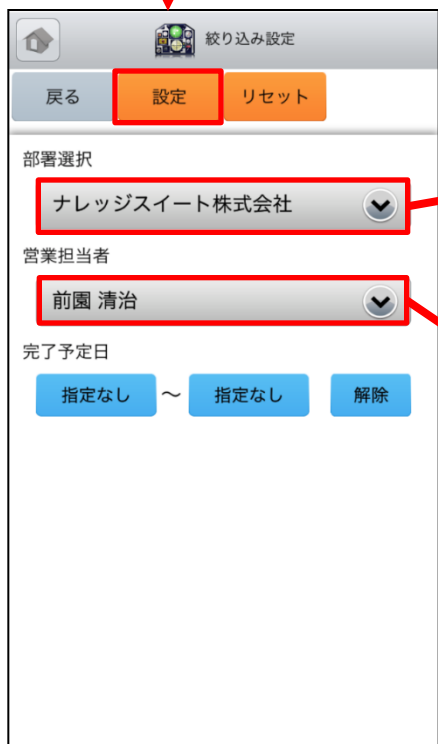 絞り込み設定
戻る 設定 リセット
部署選択
ナレッジスイート株式会社
営業担当者
前園 清治
完了予定日
指定なし ～ 指定なし 解除